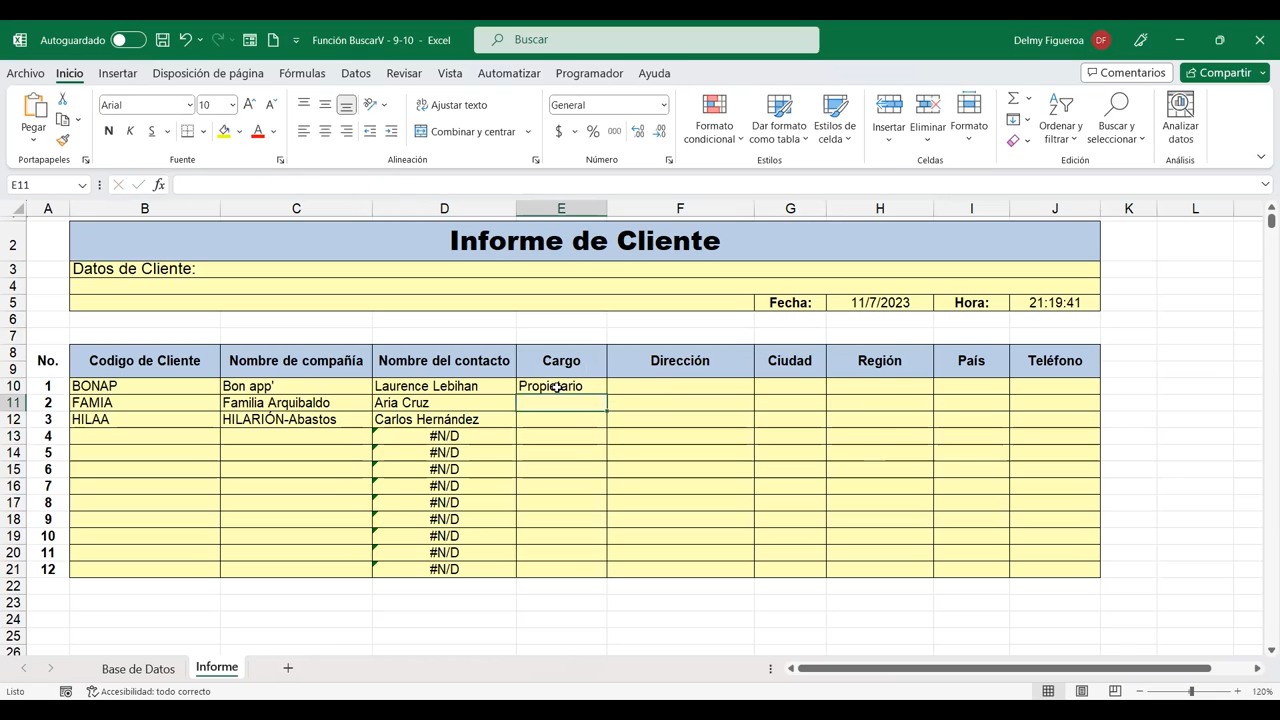 Autoguardado
Función BuscarV - 9-10 - Excel
Buscar
Delmy Figueroa
DF
Archivo Inicio Insertar Disposición de página Fórmulas Datos Revisar Vista Automatizar Programador Ayuda
Comentarios
Compartir
Pegar
Arial
10
N K S
Ajustar texto
Combinar y centrar
General
$ % 000
Formato condicional
Dar formato como tabla
Estilos de celda
Insertar
Eliminar
Formato
Ordenar y filtrar
Buscar y seleccionar
Analizar datos
Portapapeles
Fuente
Alineación
Número
Estilos
Celdas
Edición
Análisis
E11
fx
A B C D E F G H I J K L
2 Informe de Cliente
3 Datos de Cliente:
4
5 Fecha: 11/7/2023 Hora: 21:19:41
6
7
8
9
No. Codigo de Cliente Nombre de compañía Nombre del contacto Cargo Dirección Ciudad Región País Teléfono
10 1 BONAP Bon app' Laurence Lebihan Propietario
11 2 FAMIA Familia Arquibaldo Aria Cruz
12 3 HILAA HILARIÓN-Abastos Carlos Hernández
13 4 #N/D
14 5 #N/D
15 6 #N/D
16 7 #N/D
17 8 #N/D
18 9 #N/D
19 10 #N/D
20 11 #N/D
21 12 #N/D
22
23
24
25
26
Base de Datos
Informe
Listo
Accesibilidad: todo correcto
120%